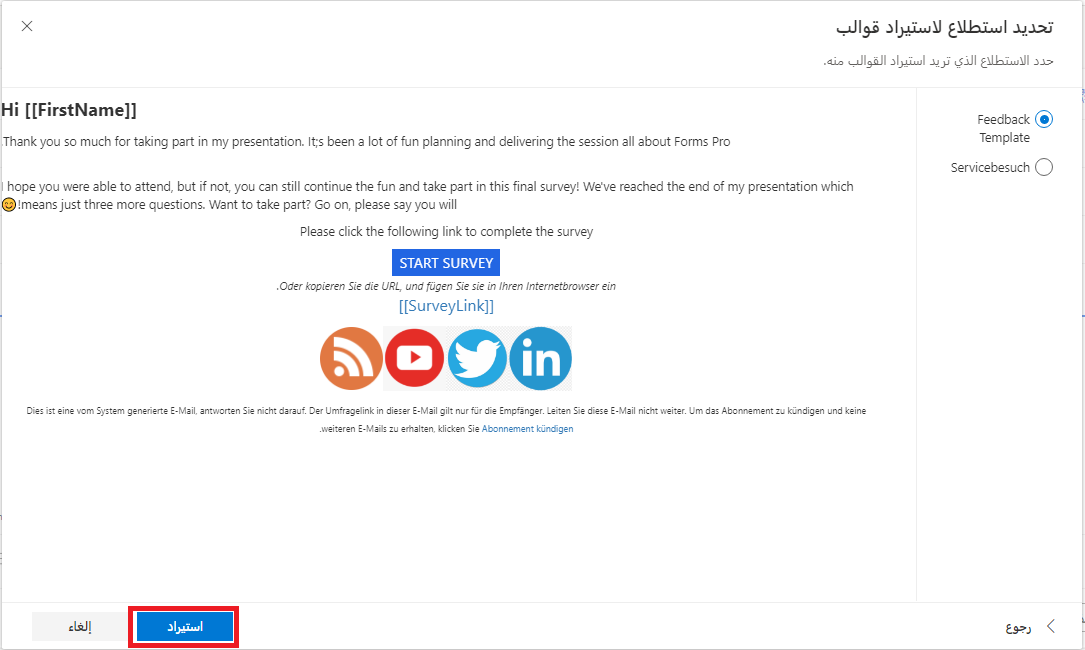 تحديد استطلاع لاستيراد قوالب
حدد الاستطلاع الذي تريد استيراد القوالب منه.
Feedback
Template
Servicebesuch
Hi [[FirstName]]
.Thank you so much for taking part in my presentation. It;s been a lot of fun planning and delivering the session all about Forms Pro
I hope you were able to attend, but if not, you can still continue the fun and take part in this final survey! We've reached the end of my presentation which
😊!means just three more questions. Want to take part? Go on, please say you will
Please click the following link to complete the survey
START SURVEY
.Oder kopieren Sie die URL, und fügen Sie sie in Ihren Internetbrowser ein
[[SurveyLink]]
in
Dies ist eine vom System generierte E-Mail, antworten Sie nicht darauf. Der Umfragelink in dieser E-Mail gilt nur für die Empfänger. Leiten Sie diese E-Mail nicht weiter. Um das Abonnement zu kündigen und keine
.weiteren E-Mails zu erhalten, klicken Sie Abonnement kündigen
رجوع
استيراد
إلغاء